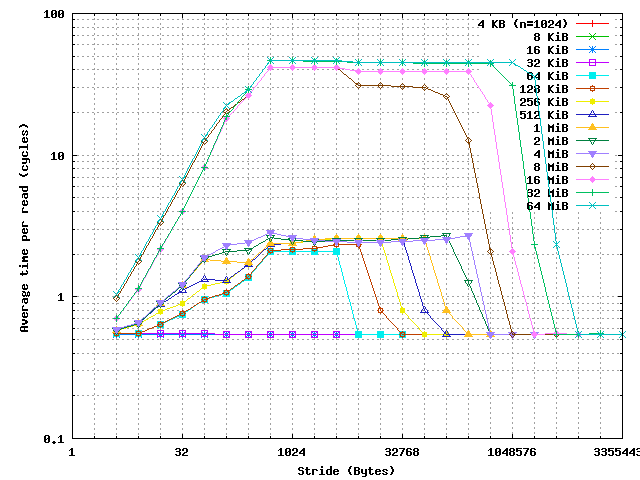 100
4 KB (n=1024)
8 KiB
16 KiB
32 KiB
64 KiB
128 KiB
256 KiB
512 KiB
1 MiB
2 MiB
4 MiB
8 MiB
16 MiB
32 MiB
64 MiB
10
1
0.1
Average time per read (cycles)
1
32
1024
32768
1048576
3355443
Stride (Bytes)